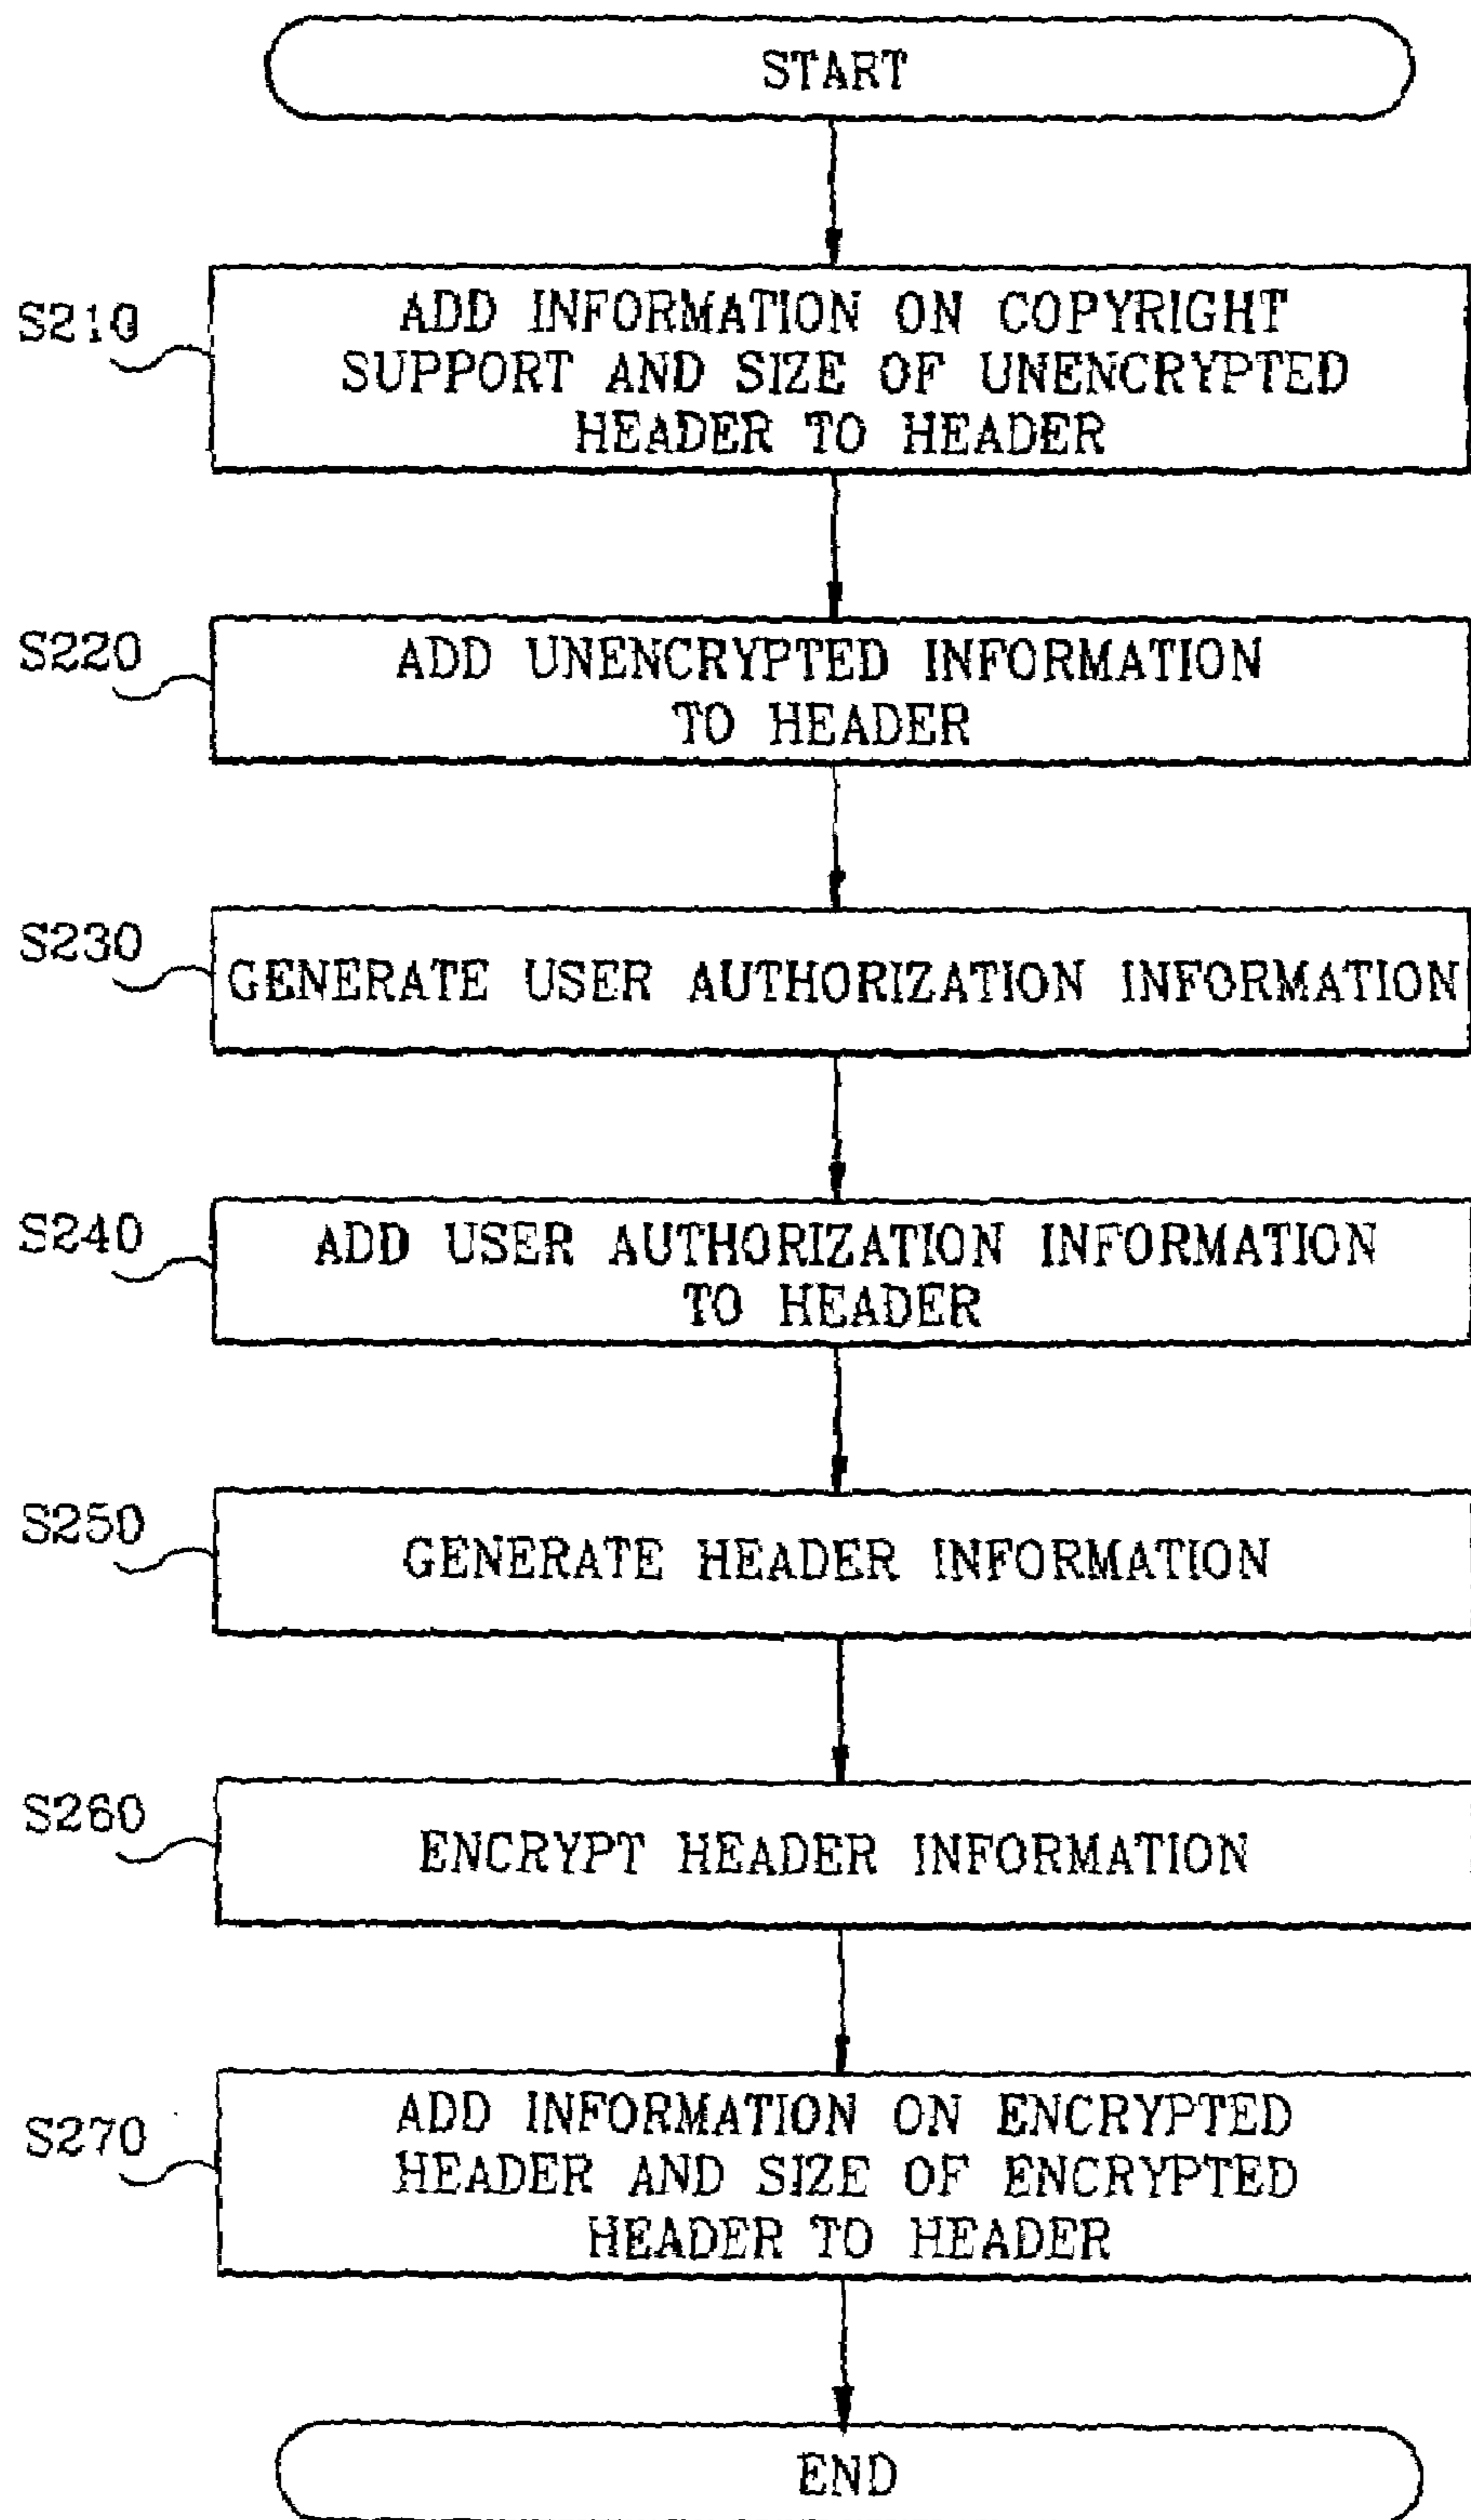 START
S210
ADD INFORMATION ON COPYRIGHT
SUPPORT AND SIZE OF UNENCRYPTED
HEADER TO HEADER
S220
ADD UNENCRYPTED INFORMATION
TO HEADER
S230
GENERATE USER AUTHORIZATION INFORMATION
S240
ADD USER AUTHORIZATION INFORMATION
TO HEADER
S250
GENERATE HEADER INFORMATION
S260
ENCRYPT HEADER INFORMATION
S270
ADD INFORMATION ON ENCRYPTED
HEADER AND SIZE OF ENCRYPTED
HEADER TO HEADER
END